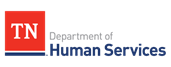 TN
Department of
Human Services